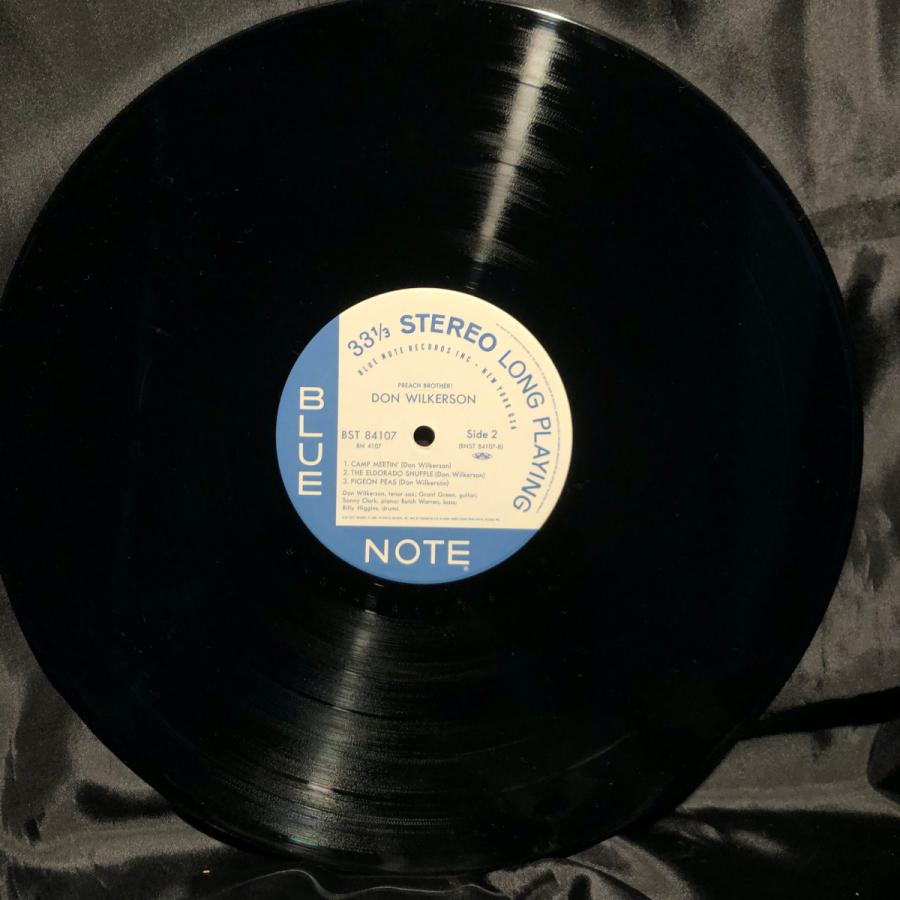 33⅓ STEREO LONG PLAYING
BLUE NOTE RECORDS INC • NEW YORK USA
PREACH BROTHER!
DON WILKERSON
BST 84107
BN 4107
Side 2
(BNST 84107-B)
1. CAMP MEETIN' (Don Wilkerson)
2. THE ELDORADO SHUFFLE (Don Wilkerson)
3. PIGEON PEAS (Don Wilkerson)
Don Wilkerson, tenor sax; Grant Green, guitar;
Sonny Clark, piano; Butch Warren, bass;
Billy Higgins, drums.
BLUE
NOTE®